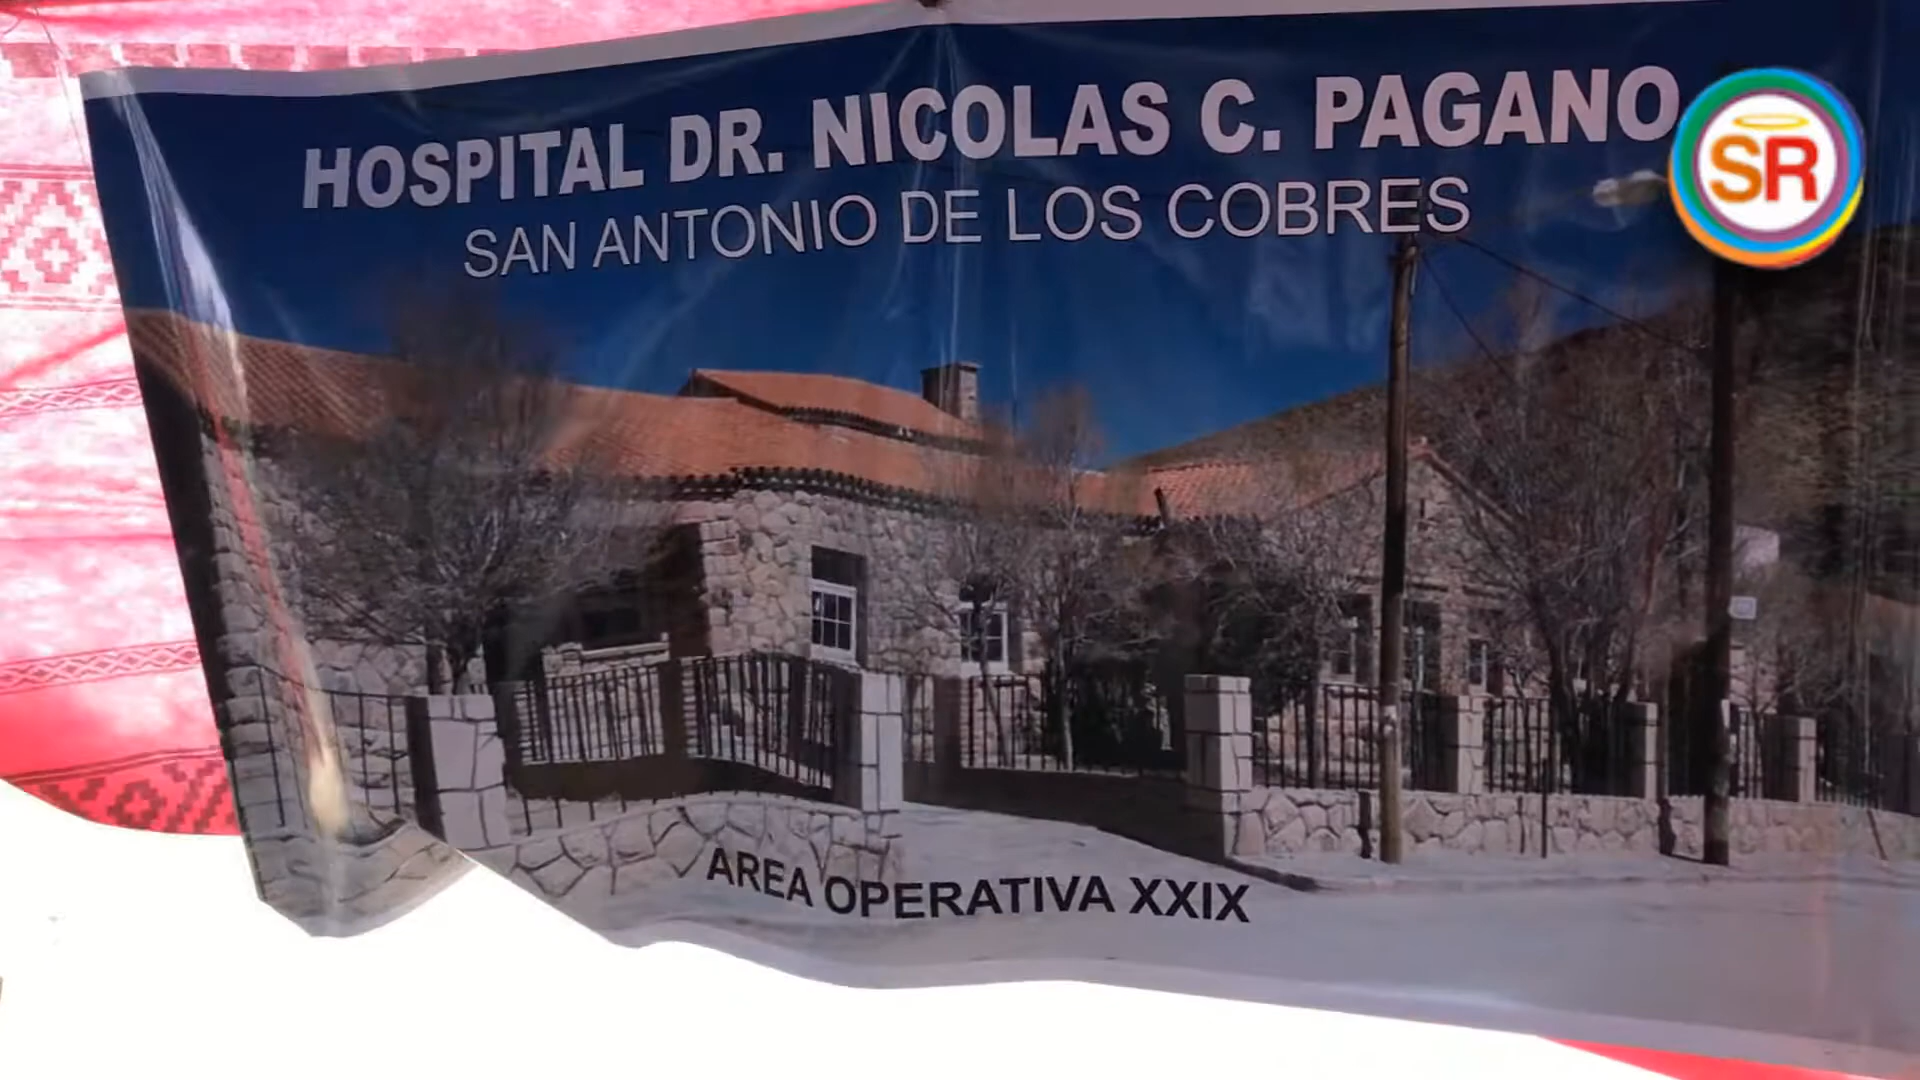 HOSPITAL DR. NICOLAS C. PAGANO
SR
SAN ANTONIO DE LOS COBRES
AREA OPERATIVA XXIX